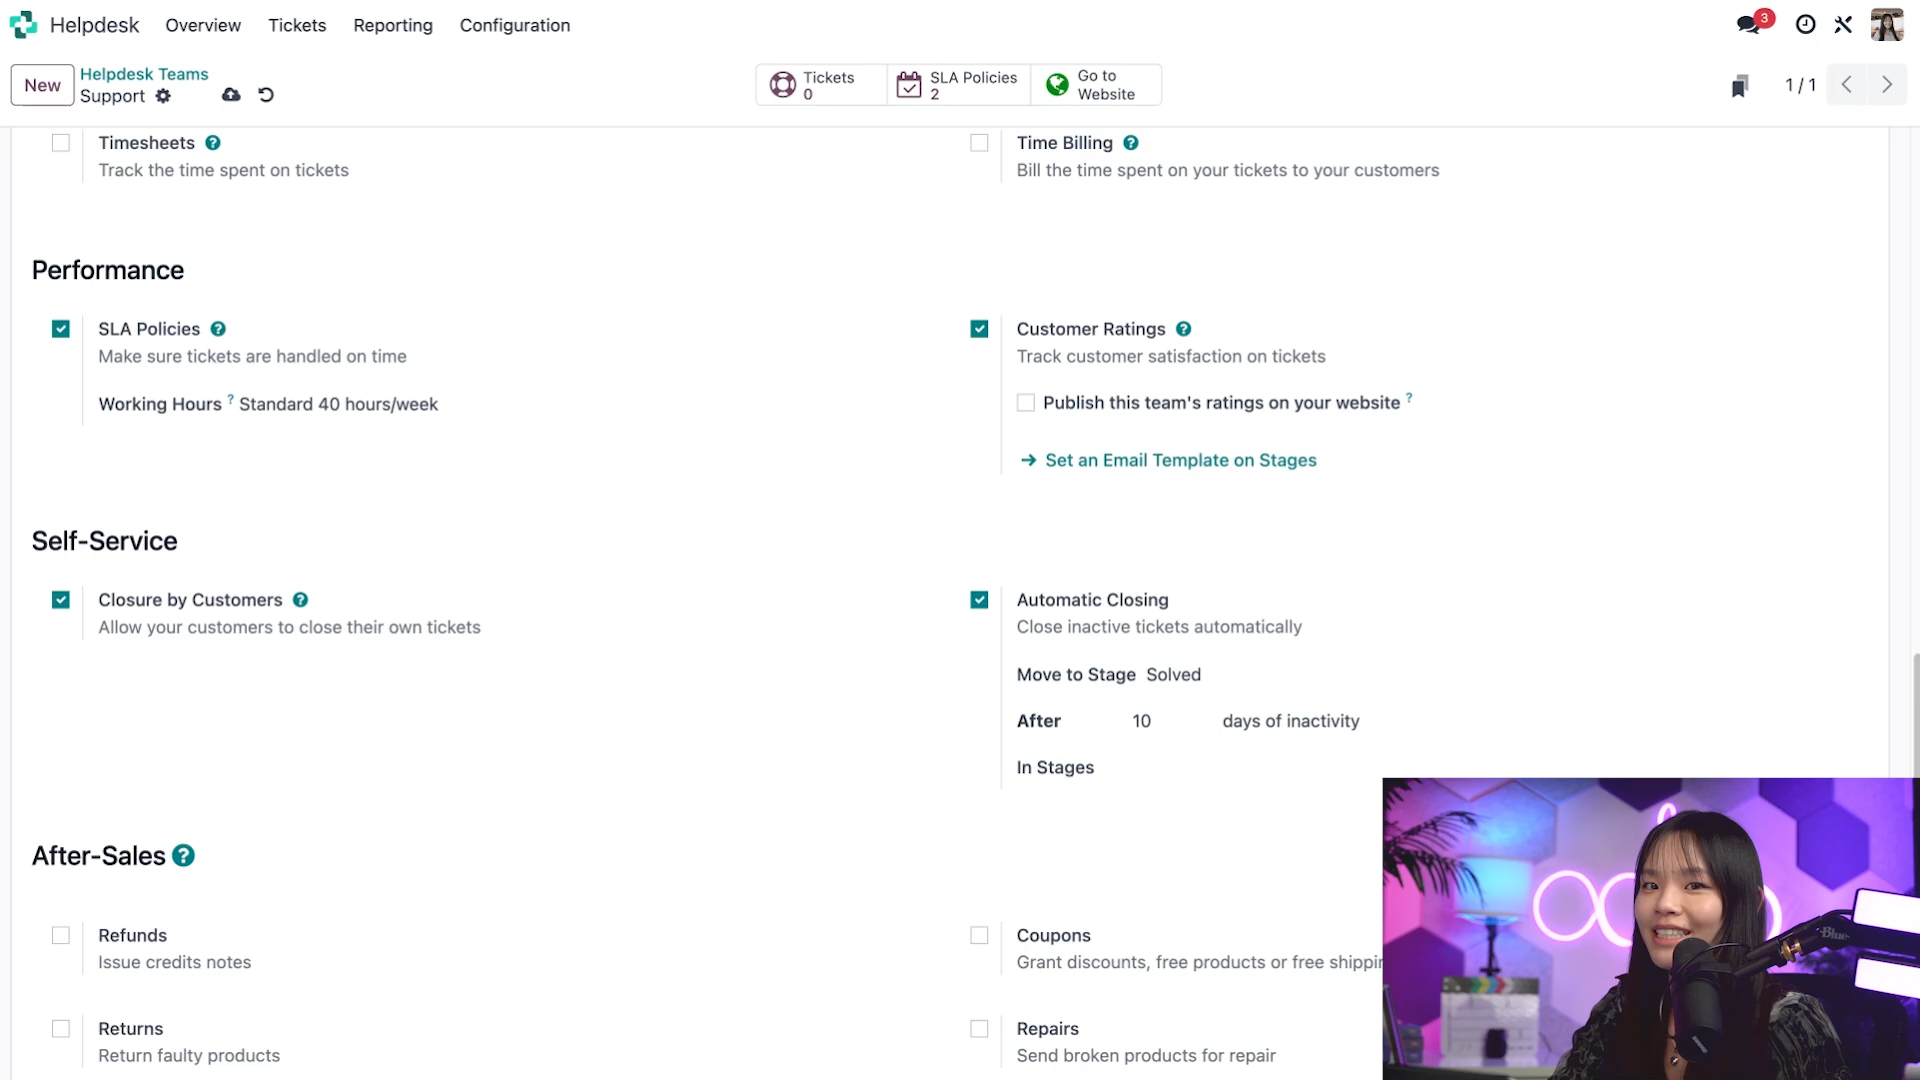 Helpdesk Overview Tickets Reporting Configuration 3
New Helpdesk Teams
Support
Tickets
0
SLA Policies
2
Go to
Website
1 / 1
Timesheets ?
Track the time spent on tickets
Time Billing ?
Bill the time spent on your tickets to your customers
Performance
SLA Policies ?
Make sure tickets are handled on time
Working Hours ? Standard 40 hours/week
Customer Ratings ?
Track customer satisfaction on tickets
Publish this team's ratings on your website ?
Set an Email Template on Stages
Self-Service
Closure by Customers ?
Allow your customers to close their own tickets
Automatic Closing
Close inactive tickets automatically
Move to Stage Solved
After 10 days of inactivity
In Stages
After-Sales ?
Refunds
Issue credits notes
Coupons
Grant discounts, free products or free shippin
Returns
Return faulty products
Repairs
Send broken products for repair
Blue